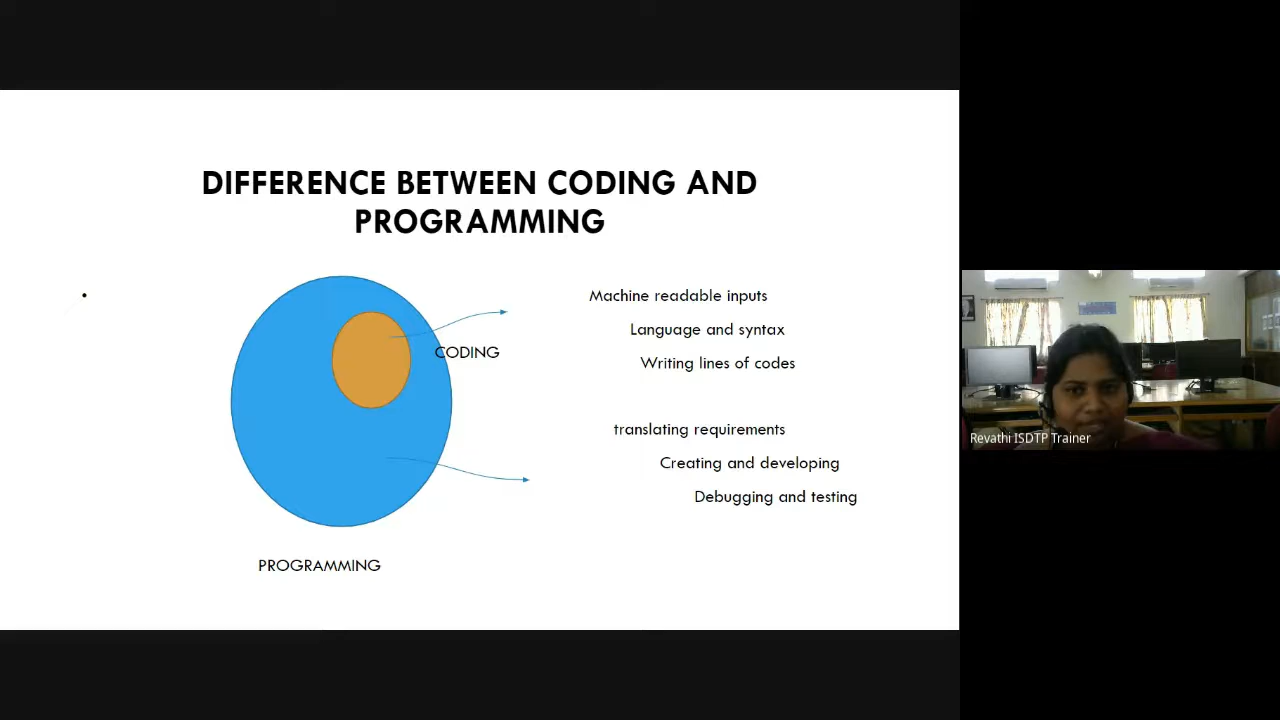 DIFFERENCE BETWEEN CODING AND
PROGRAMMING
Machine readable inputs
Language and syntax
CODING
Writing lines of codes
translating requirements
Creating and developing
Debugging and testing
PROGRAMMING
Revathi ISDTP Trainer